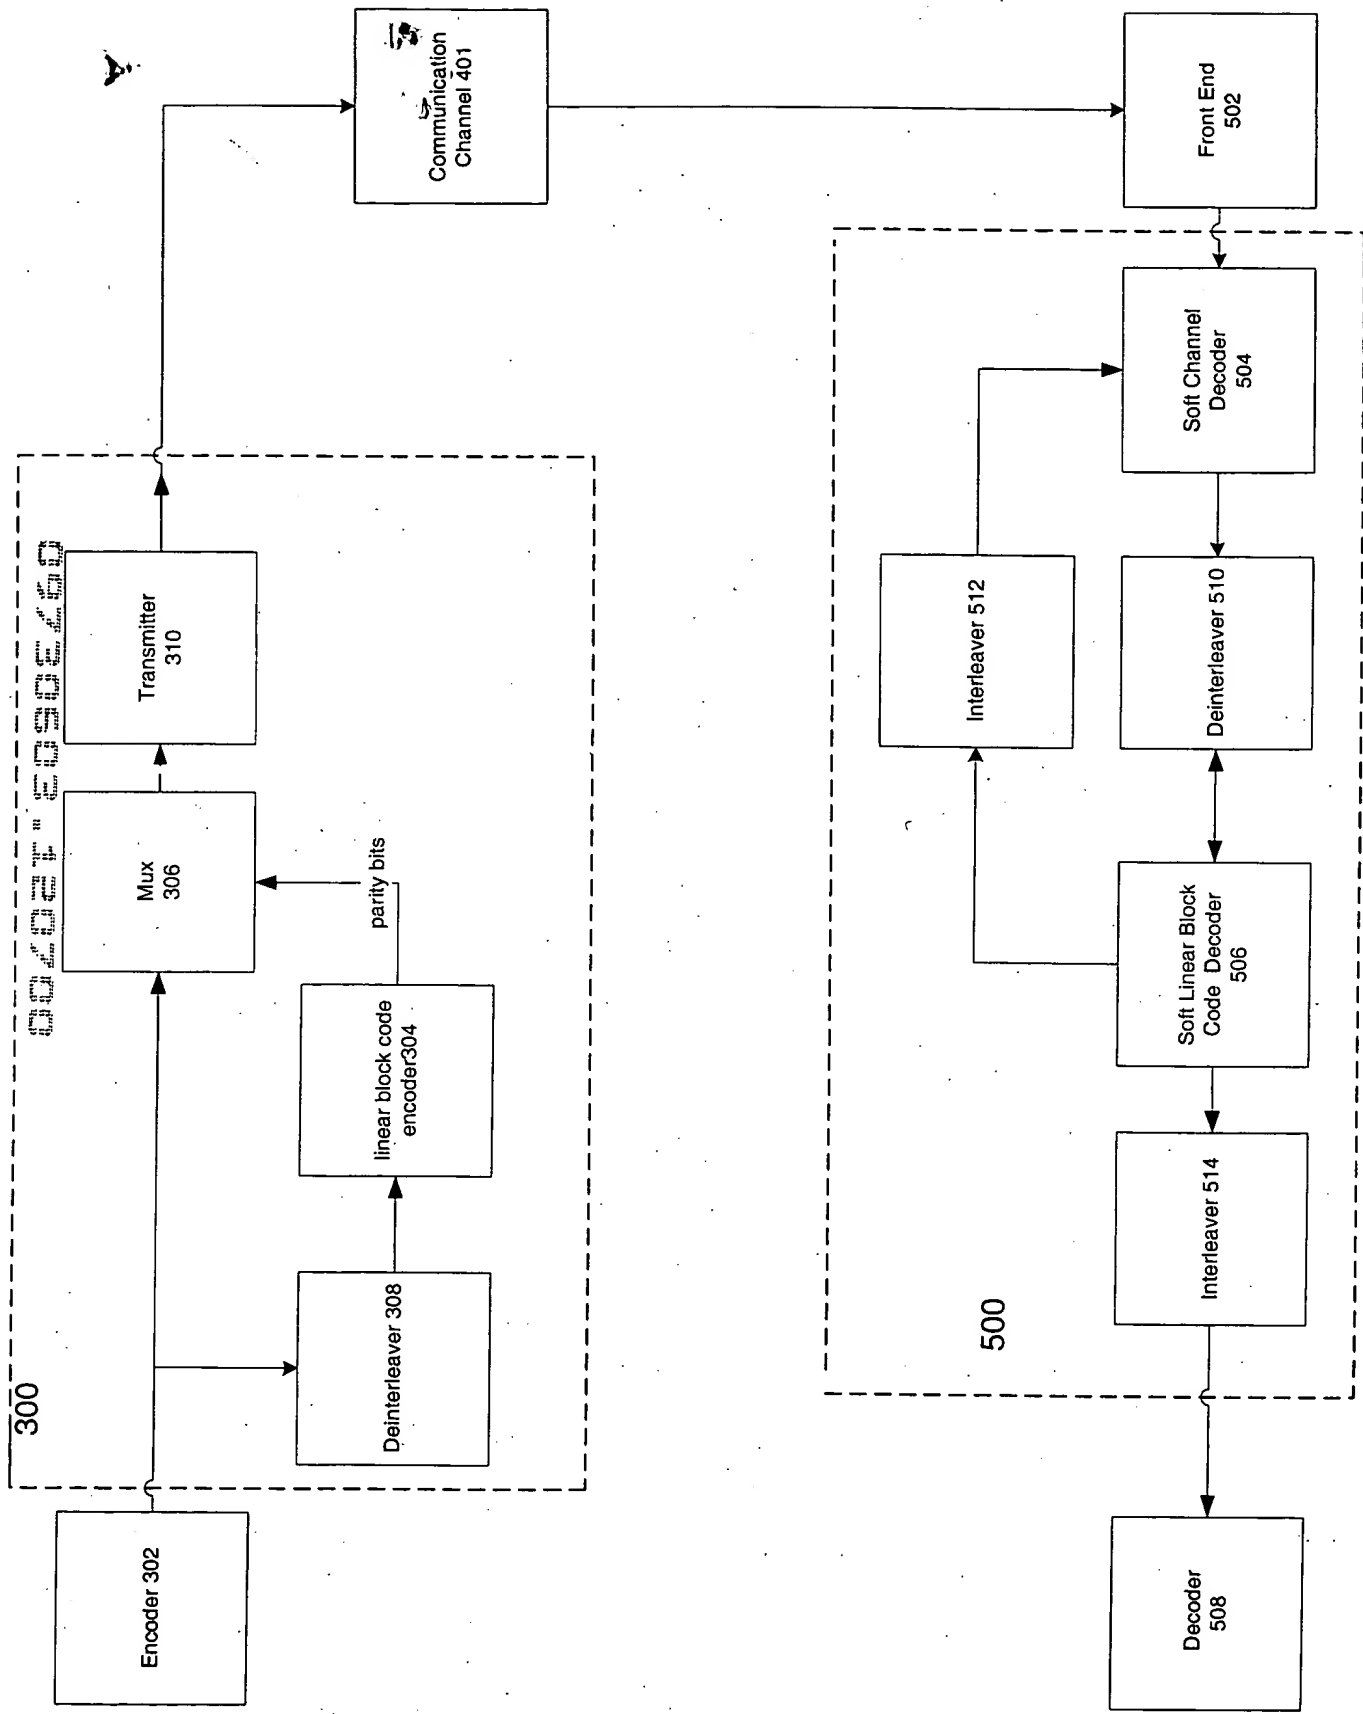 300
Encoder 302
Deinterleaver 308
linear block code
encoder304
parity bits
Mux
306
Transmitter
310
09730503.120700
Communication
Channel 401
Front End
502
500
Soft Channel
Decoder
504
Deinterleaver 510
Interleaver 512
Soft Linear Block
Code Decoder
506
Interleaver 514
Decoder
508